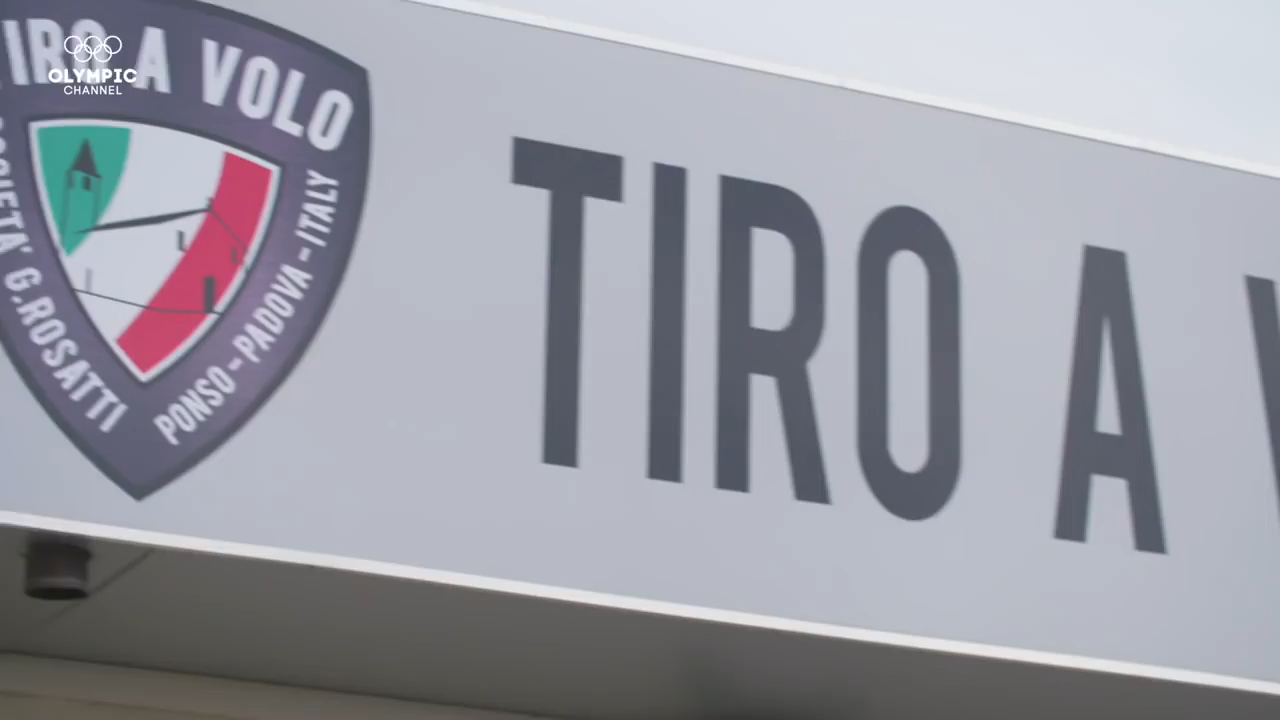 TIRO A VOLO
OLYMPIC
CHANNEL
G.ROSATTI
PONSO - PADOVA - ITALY
TIRO A